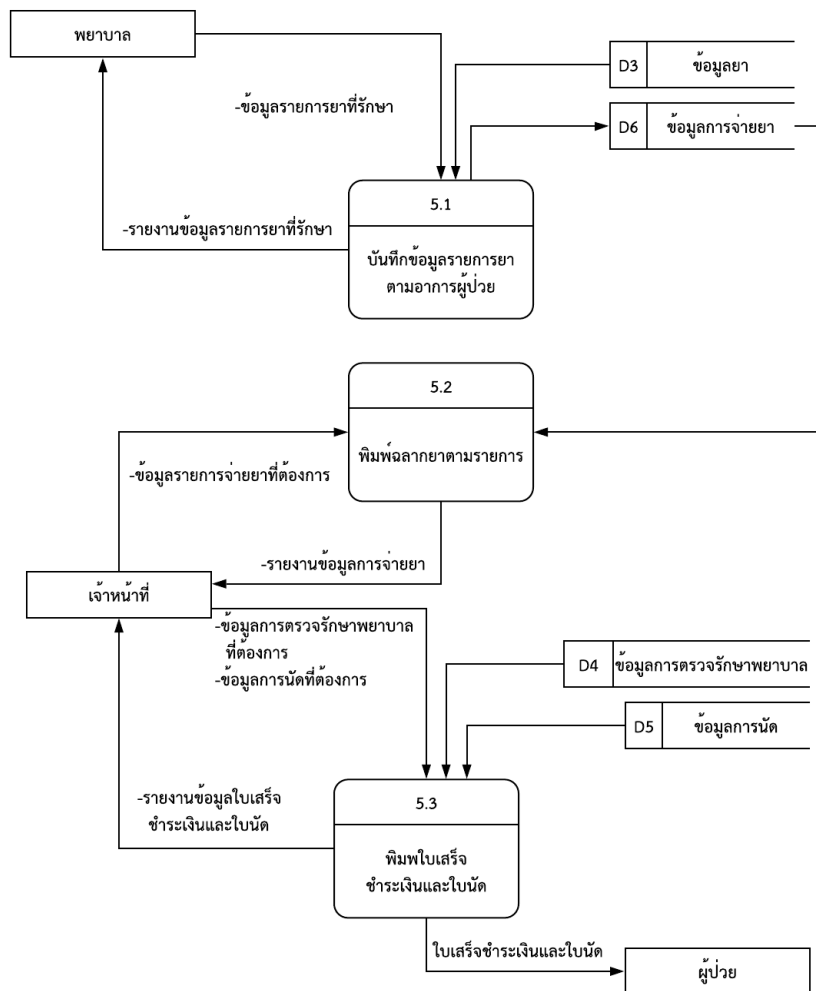 พยาบาล
D3 ข้อมูลยา
-ข้อมูลรายการยาที่รักษา
D6 ข้อมูลการจ่ายยา
5.1
-รายงานข้อมูลรายการยาที่รักษา
บันทึกข้อมูลรายการยา
ตามอาการผู้ป่วย
5.2
พิมพ์ฉลากยาตามรายการ
-ข้อมูลรายการจ่ายยาที่ต้องการ
-รายงานข้อมูลการจ่ายยา
เจ้าหน้าที่
-ข้อมูลการตรวจรักษาพยาบาล
ที่ต้องการ
-ข้อมูลการนัดที่ต้องการ
D4 ข้อมูลการตรวจรักษาพยาบาล
D5 ข้อมูลการนัด
5.3
-รายงานข้อมูลใบเสร็จ
ชำระเงินและใบนัด
พิมพใบเสร็จ
ชำระเงินและใบนัด
ใบเสร็จชำระเงินและใบนัด
ผู้ป่วย